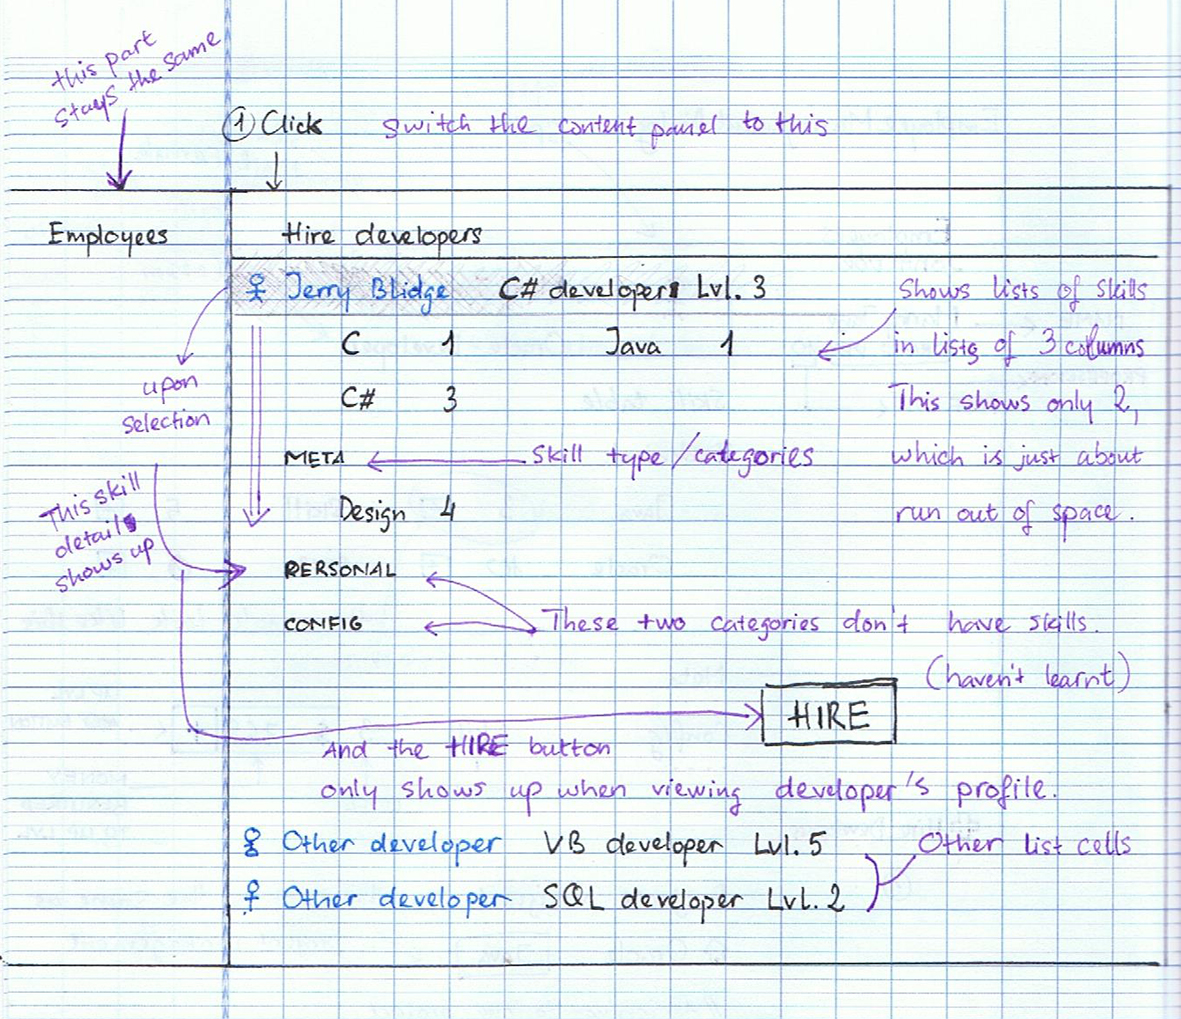 this part
stays the same
① Click switch the content panel to this
Employees Hire developers
Jerry Blidge C# developer Lvl. 3
Shows lists of skills
C 1 Java 1
in lists of 3 columns
upon
selection
C# 3
This shows only 2,
META
Skill type/categories
which is just about
This skill
details
shows up
Design 4
run out of space.
PERSONAL
CONFIG
These two categories don't have skills.
(haven't learnt)
HIRE
And the HIRE button
only shows up when viewing developer's profile.
Other developer VB developer Lvl. 5
Other list cells
Other developer SQL developer Lvl. 2